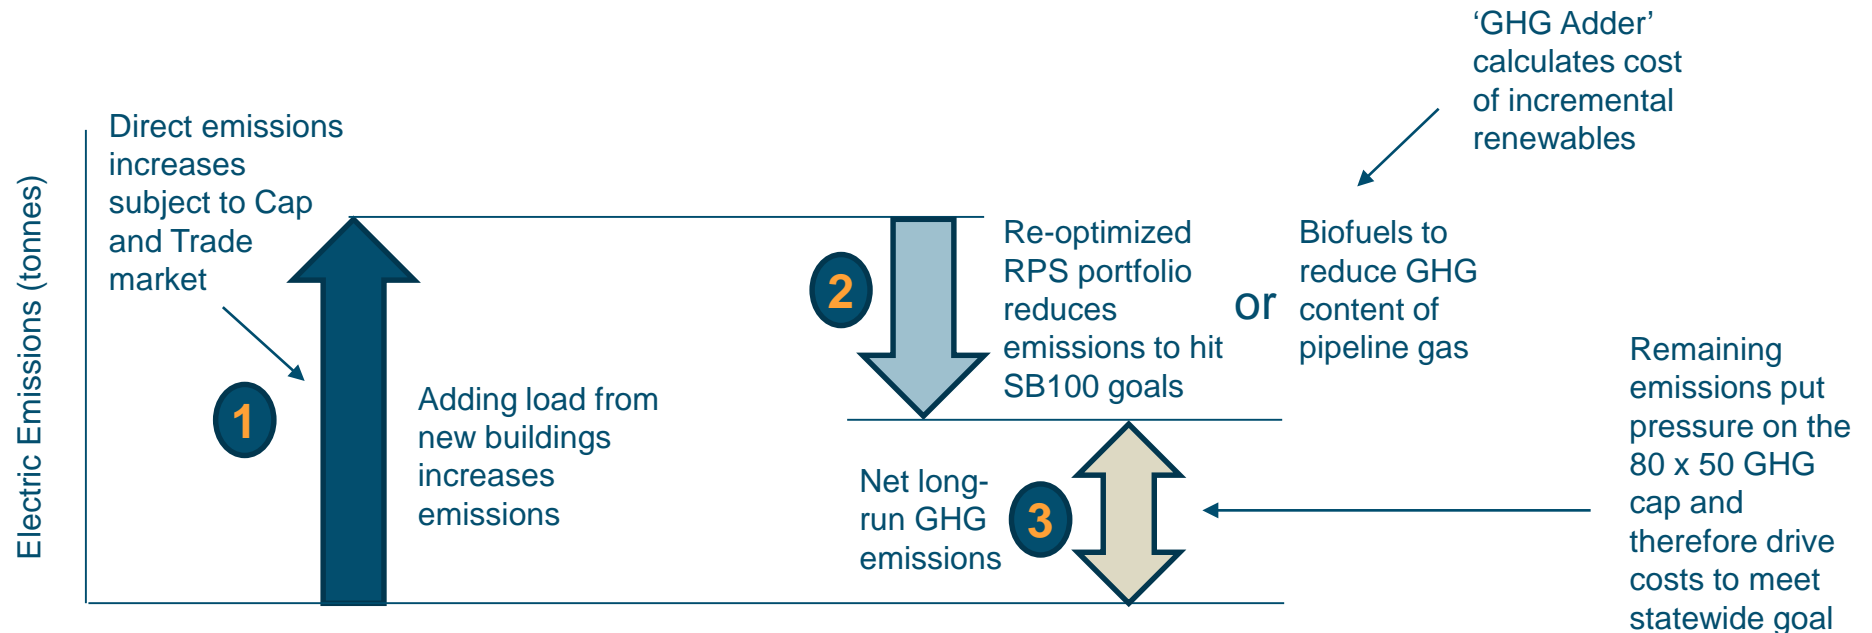 ‘GHG Adder’
calculates cost
of incremental
renewables
Direct emissions
increases
subject to Cap
and Trade
market
Electric Emissions (tonnes)
1
Adding load from
new buildings
increases
emissions
2
Re-optimized
RPS portfolio
reduces
emissions to hit
SB100 goals
or
Biofuels to
reduce GHG
content of
pipeline gas
Net long-
run GHG
emissions
3
Remaining
emissions put
pressure on the
80 x 50 GHG
cap and
therefore drive
costs to meet
statewide goal